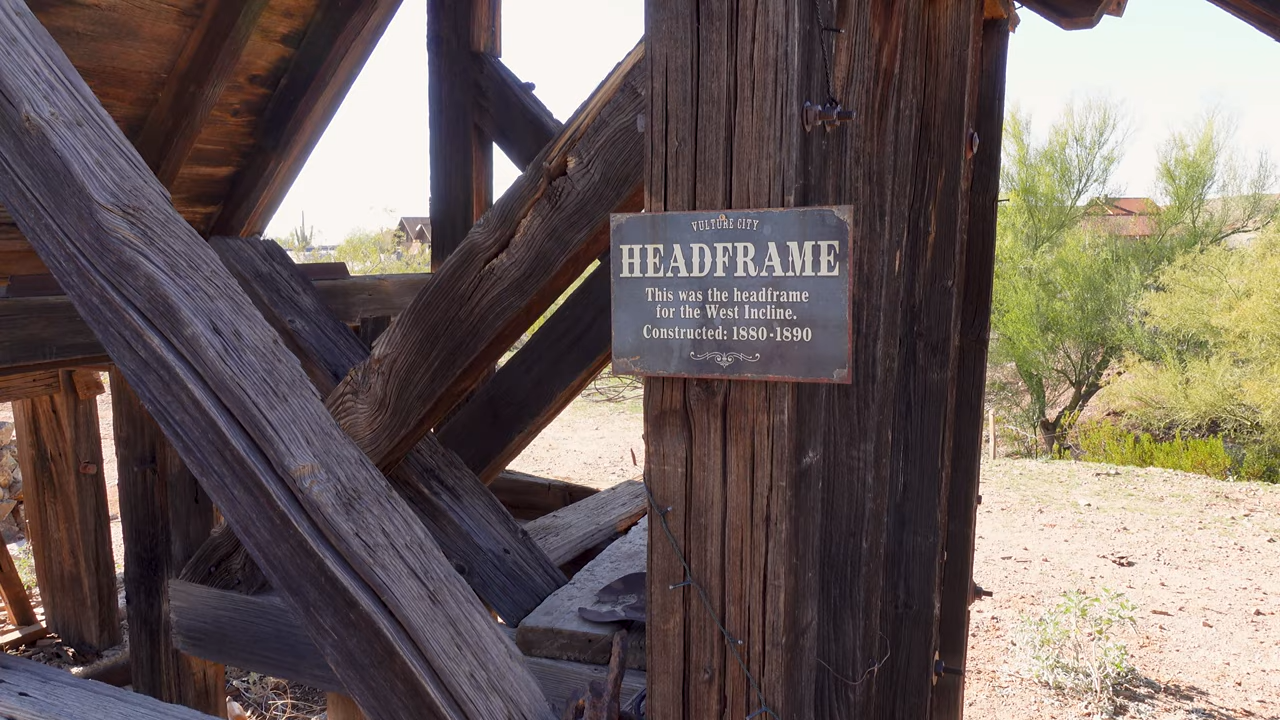 VULTURE CITY
HEADFRAME
This was the headframe
for the West Incline.
Constructed: 1880-1890